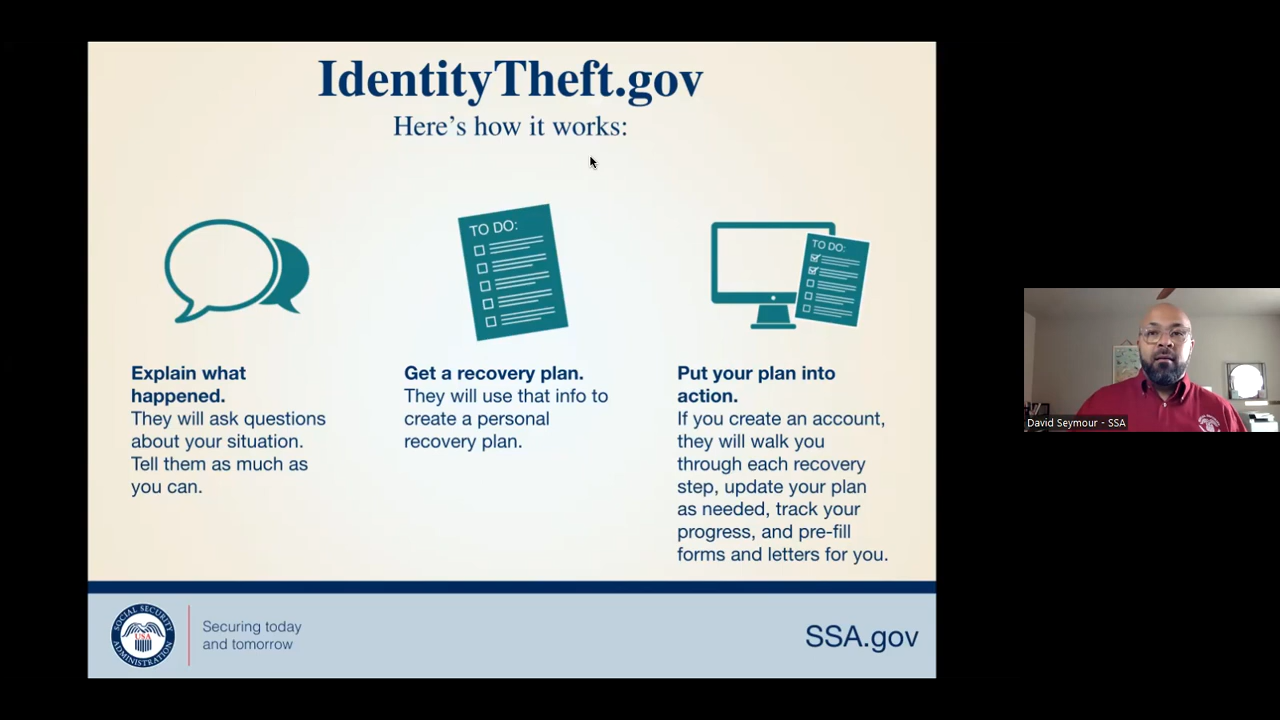 IdentityTheft.gov
Here's how it works:
TO DO:
TO DO:
Explain what
happened.
They will ask questions
about your situation.
Tell them as much as
you can.
Get a recovery plan.
They will use that info to
create a personal
recovery plan.
Put your plan into
action.
If you create an account,
they will walk you
through each recovery
step, update your plan
as needed, track your
progress, and pre-fill
forms and letters for you.
David Seymour - SSA
SOCIAL SECURITY
ADMINISTRATION
USA
Securing today
and tomorrow
SSA.gov